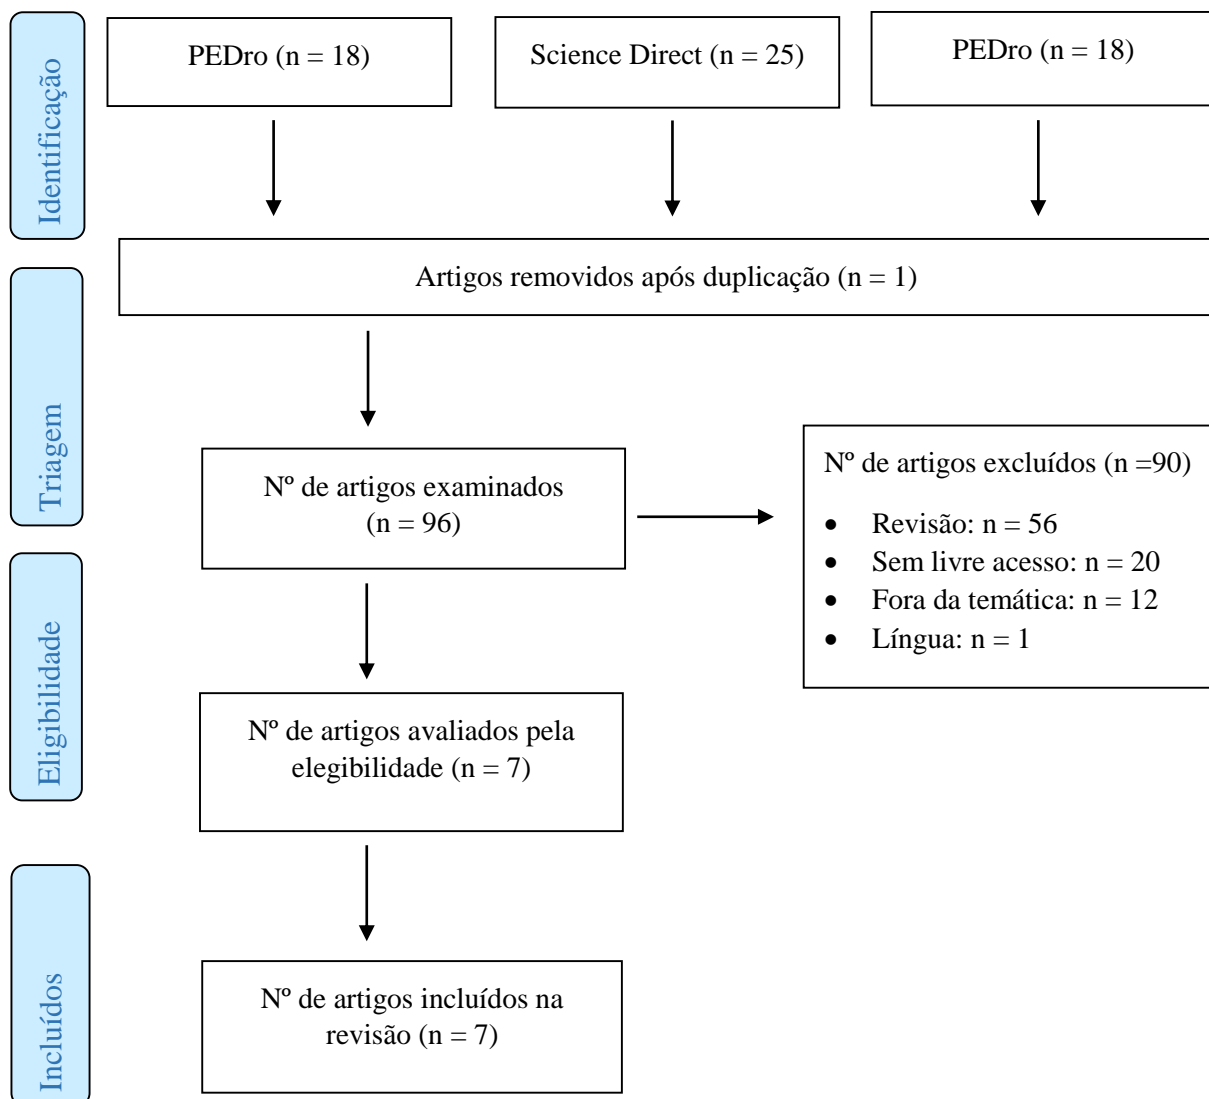 Identificação
PEDro (n = 18)
Science Direct (n = 25)
PEDro (n = 18)
Artigos removidos após duplicação (n = 1)
Triagem
Nº de artigos examinados
(n = 96)
Nº de artigos excluídos (n =90)
• Revisão: n = 56
• Sem livre acesso: n = 20
• Fora da temática: n = 12
• Língua: n = 1
Eligibilidade
Nº de artigos avaliados pela
elegibilidade (n = 7)
Incluídos
Nº de artigos incluídos na
revisão (n = 7)